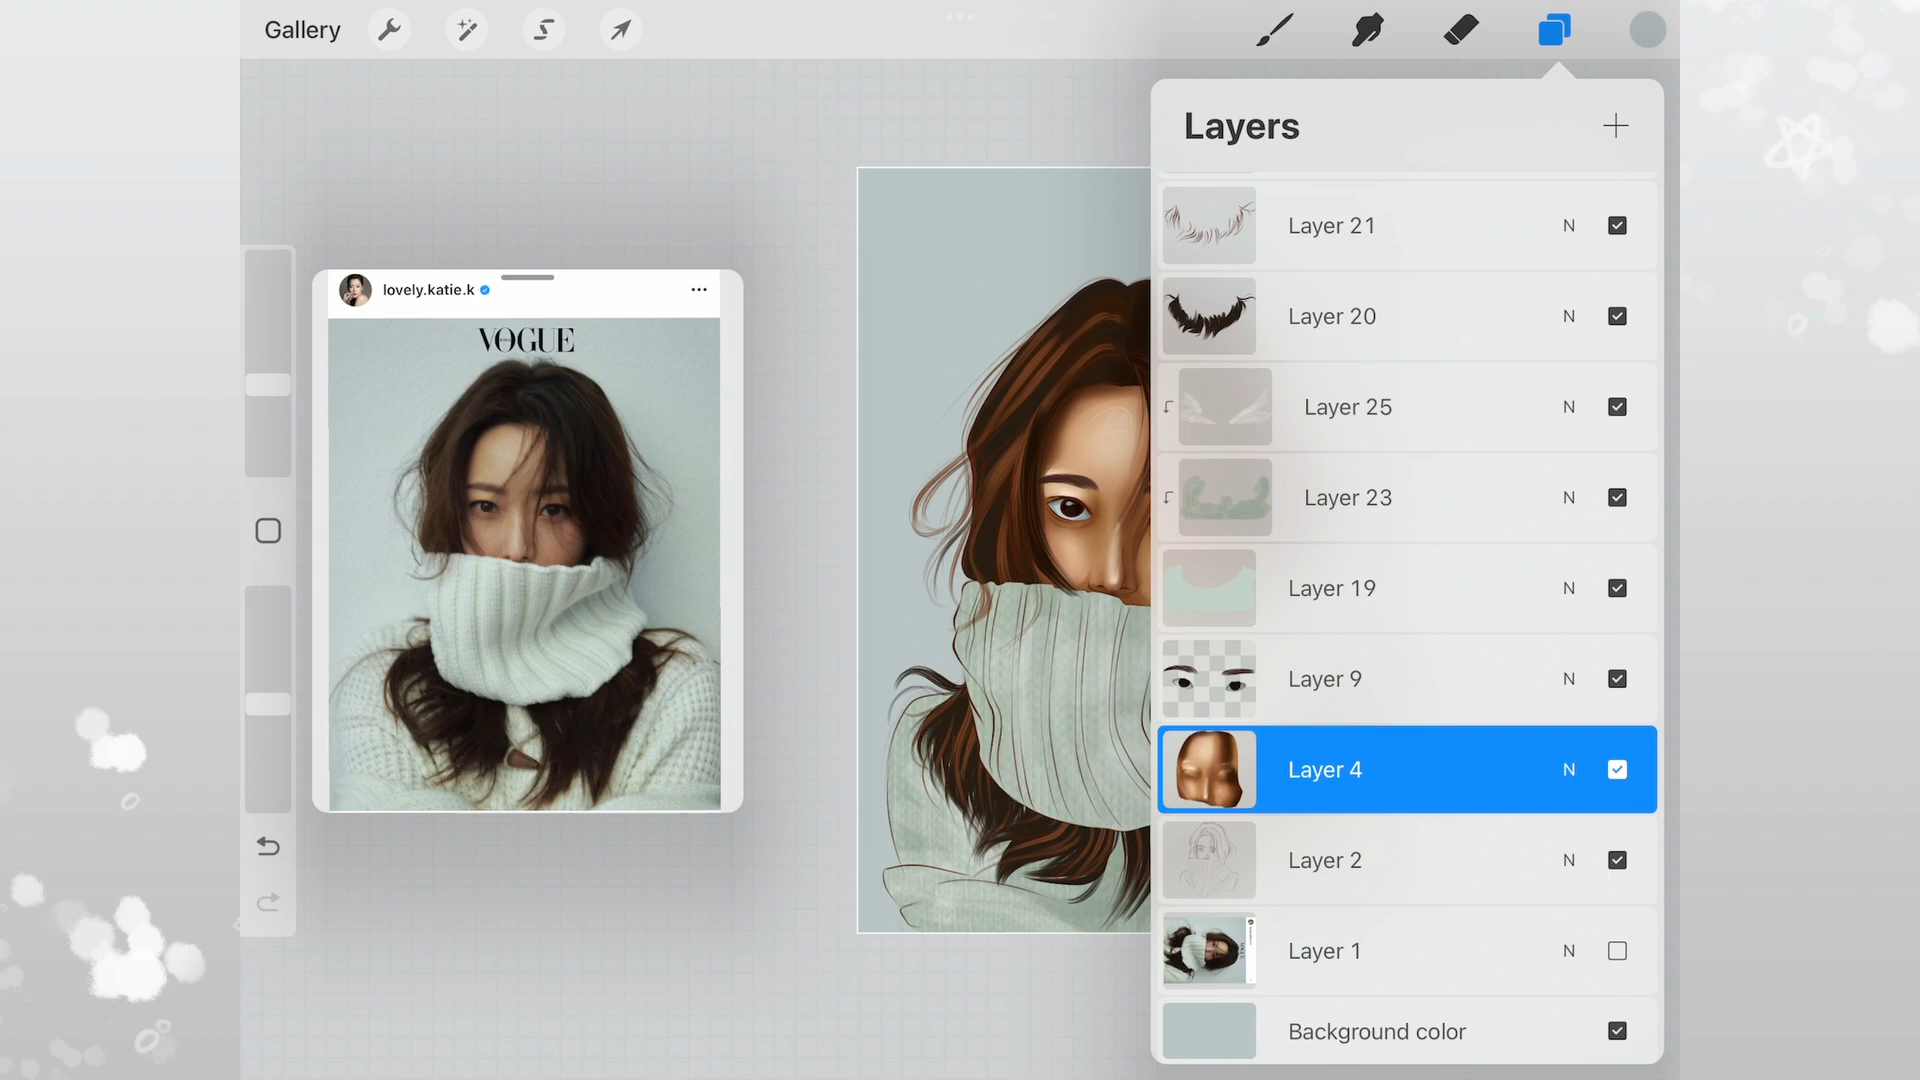 Gallery
Layers
Layer 21 N
Layer 20 N
Layer 25 N
Layer 23 N
Layer 19 N
Layer 9 N
Layer 4 N
Layer 2 N
Layer 1 N
Background color
lovely.katie.k
VOGUE